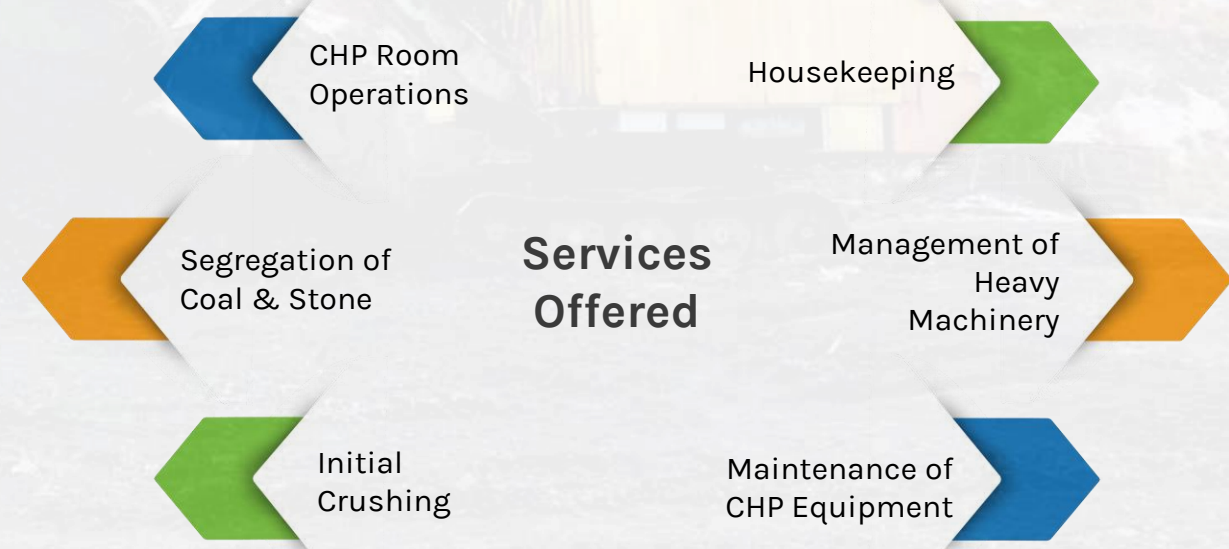 CHP Room
Operations
Housekeeping
Segregation of
Coal & Stone
Services
Offered
Management of
Heavy
Machinery
Initial
Crushing
Maintenance of
CHP Equipment